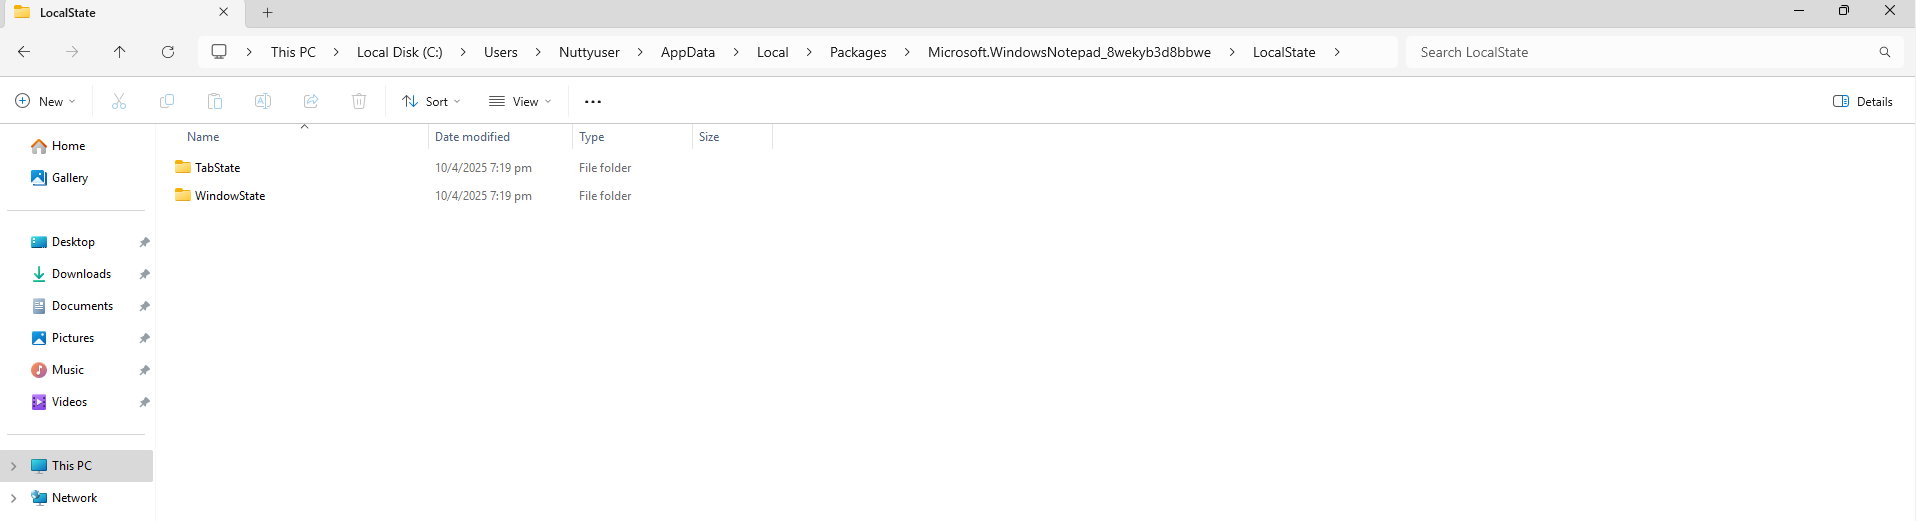 LocalState
This PC > Local Disk (C:) > Users > Nuttyuser > AppData > Local > Packages > Microsoft.WindowsNotepad_8wekyb3d8bbwe > LocalState >
Search LocalState
New
Sort
View
Details
Name
Date modified
Type
Size
TabState 10/4/2025 7:19 pm File folder
WindowState 10/4/2025 7:19 pm File folder
Home
Gallery
Desktop
Downloads
Documents
Pictures
Music
Videos
This PC
Network